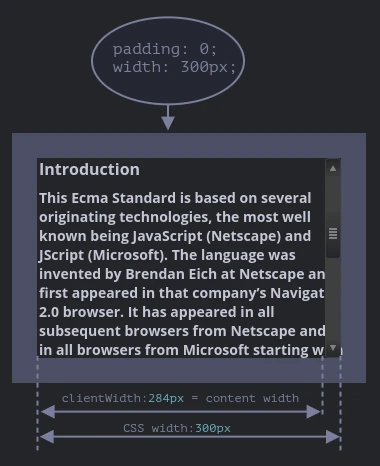 padding: 0;
width: 300px;
Introduction
This Ecma Standard is based on several
originating technologies, the most well
known being JavaScript (Netscape) and
JScript (Microsoft). The language was
invented by Brendan Eich at Netscape an
first appeared in that company’s Navigat
2.0 browser. It has appeared in all
subsequent browsers from Netscape and
in all browsers from Microsoft starting
clientWidth:284px = content width
CSS width:300px